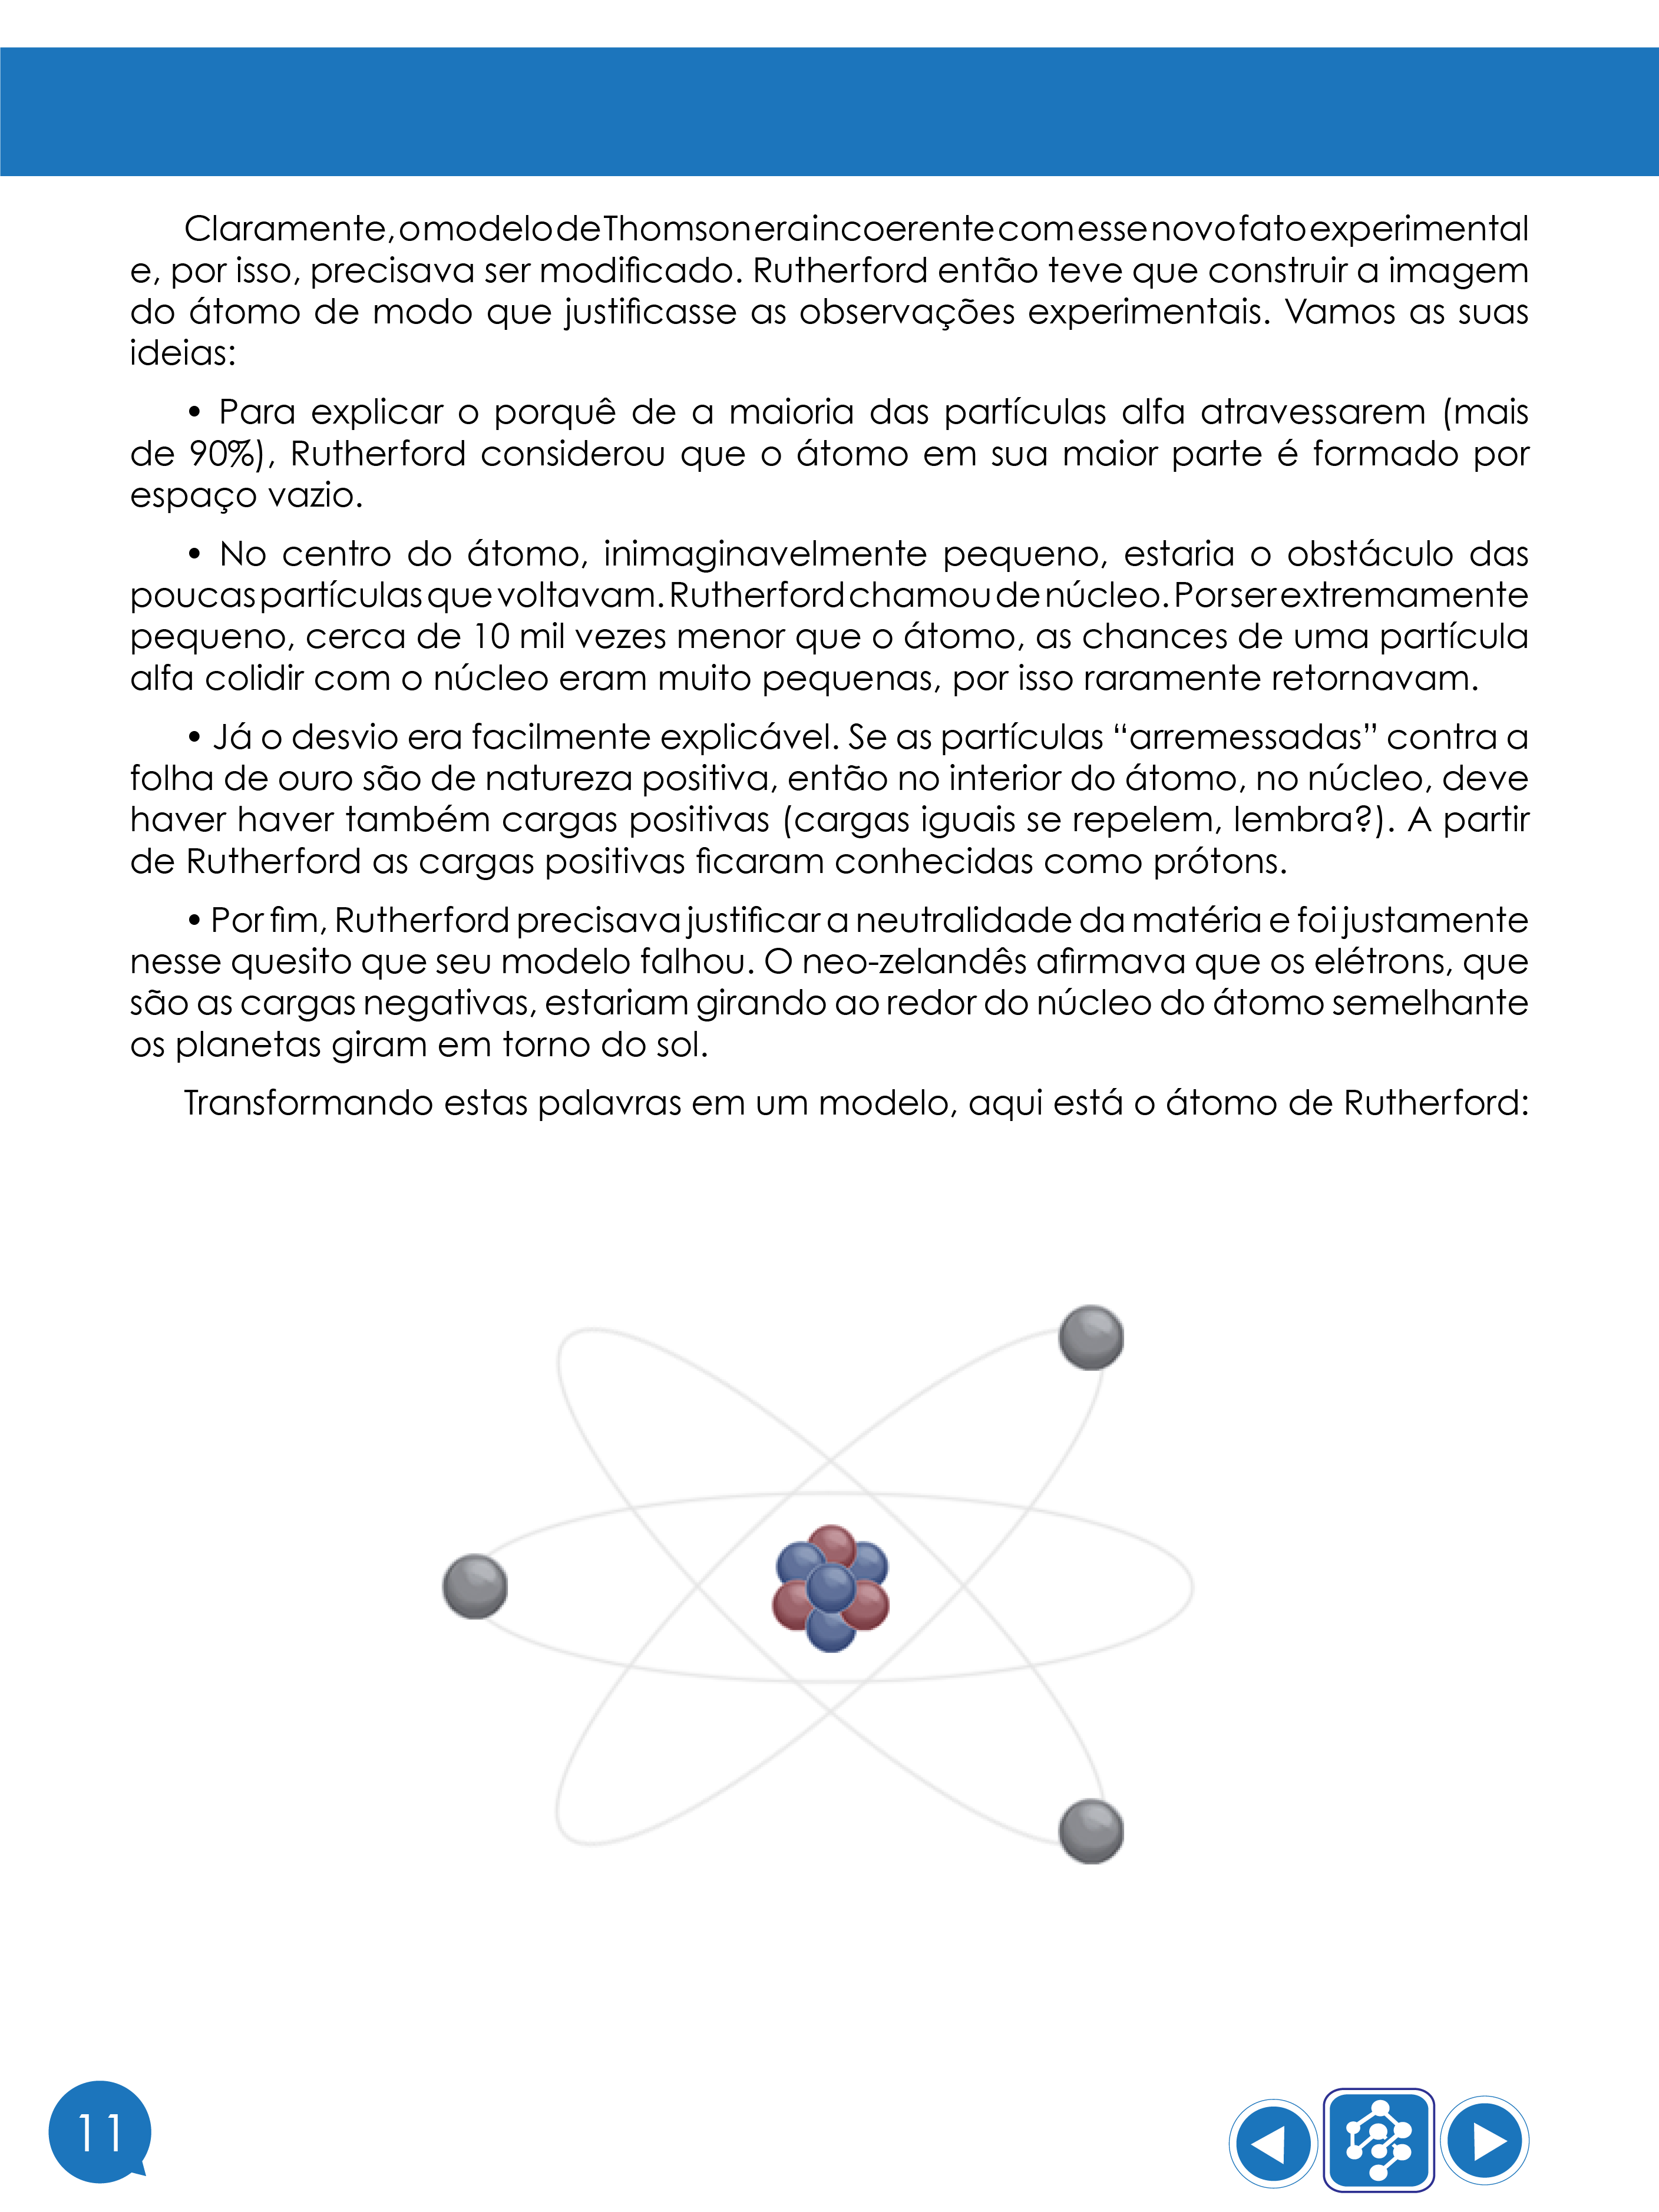 Claramente, o modelo de Thomson era incoerente com esse novo fato experimental
e, por isso, precisava ser modificado. Rutherford então teve que construir a imagem
do átomo de modo que justificasse as observações experimentais. Vamos as suas
ideias:
• Para explicar o porquê de a maioria das partículas alfa atravessarem (mais
de 90%), Rutherford considerou que o átomo em sua maior parte é formado por
espaço vazio.
• No centro do átomo, inimaginavelmente pequeno, estaria o obstáculo das
poucas partículas que voltavam. Rutherford chamou de núcleo. Por ser extremamente
pequeno, cerca de 10 mil vezes menor que o átomo, as chances de uma partícula
alfa colidir com o núcleo eram muito pequenas, por isso raramente retornavam.
• Já o desvio era facilmente explicável. Se as partículas “arremessadas” contra a
folha de ouro são de natureza positiva, então no interior do átomo, no núcleo, deve
haver haver também cargas positivas (cargas iguais se repelem, lembra?). A partir
de Rutherford as cargas positivas ficaram conhecidas como prótons.
• Por fim, Rutherford precisava justificar a neutralidade da matéria e foi justamente
nesse quesito que seu modelo falhou. O neo-zelandês afirmava que os elétrons, que
são as cargas negativas, estariam girando ao redor do núcleo do átomo semelhante
os planetas giram em torno do sol.
Transformando estas palavras em um modelo, aqui está o átomo de Rutherford:
11